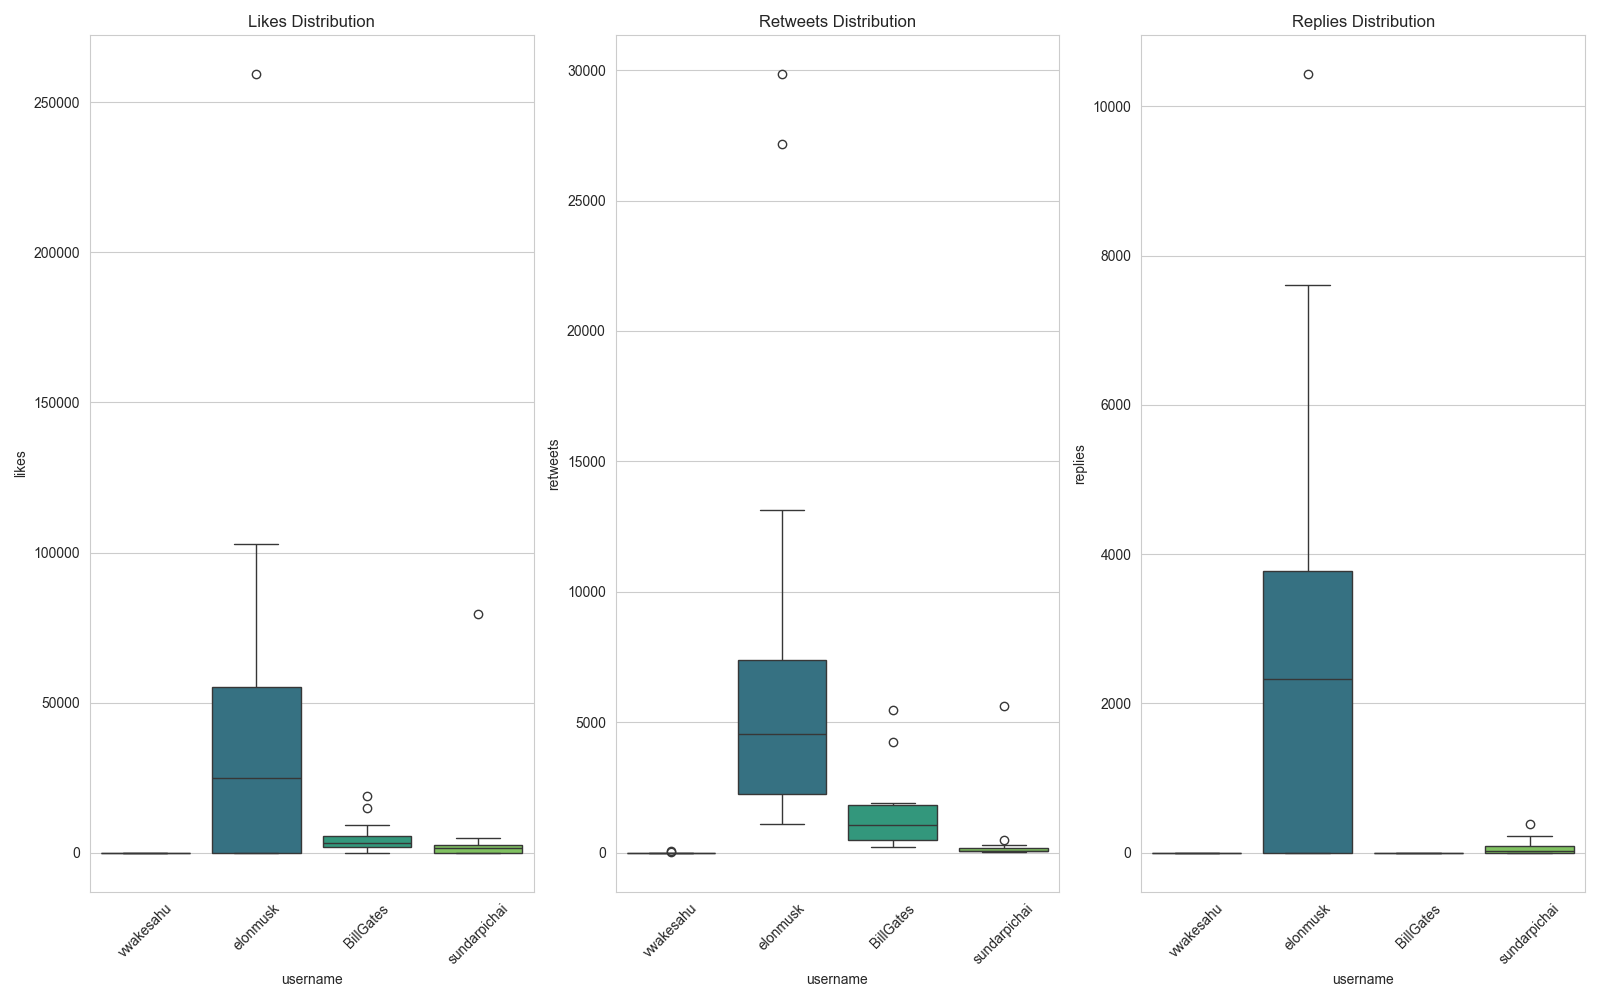 Likes Distribution
Retweets Distribution
Replies Distribution
likes
250000
200000
150000
100000
50000
0
vwakesahu
elonmusk
BillGates
sundarpichai
username
retweets
30000
25000
20000
15000
10000
5000
0
vwakesahu
elonmusk
BillGates
sundarpichai
username
replies
10000
8000
6000
4000
2000
0
vwakesahu
elonmusk
BillGates
sundarpichai
username